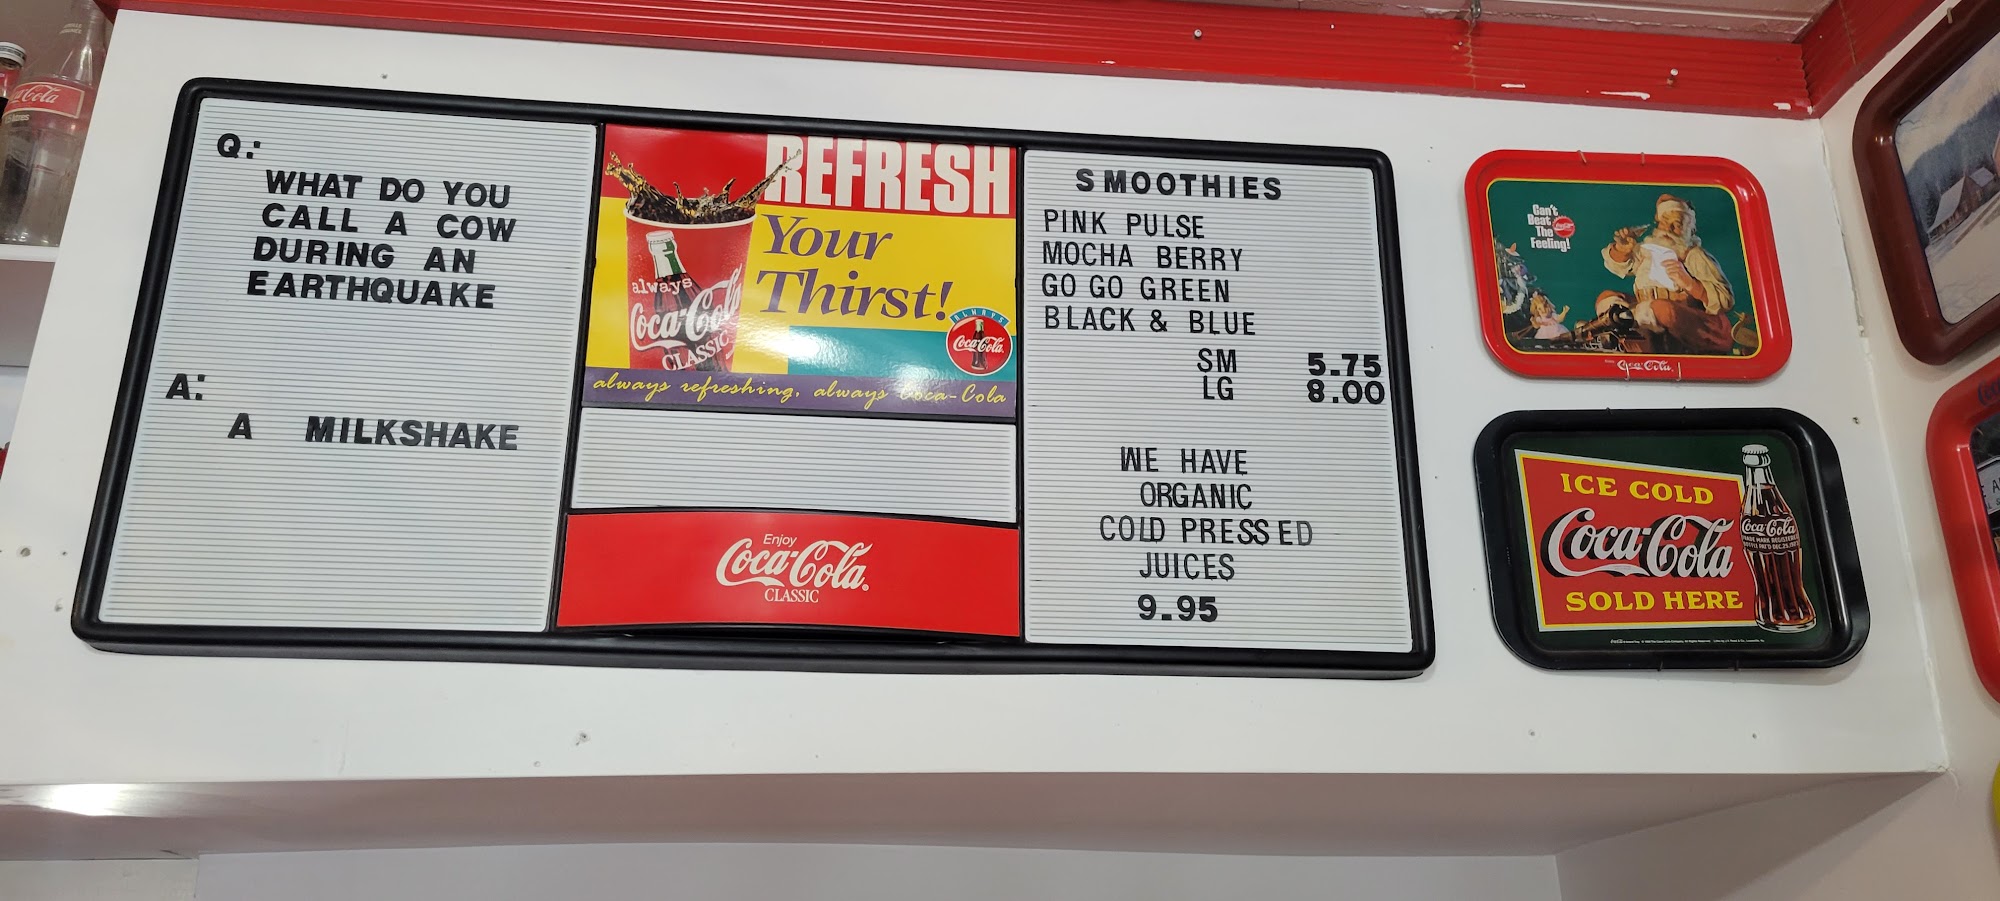 Q:
WHAT DO YOU
CALL A COW
DURING AN
EARTHQUAKE
A:
A MILKSHAKE
REFRESH
Your
Thirst!
always
Coca-Cola
CLASSIC
ALWAYS
Coca-Cola
always refreshing, always Coca-Cola
Enjoy
Coca-Cola
CLASSIC
SMOOTHIES
PINK PULSE
MOCHA BERRY
GO GO GREEN
BLACK & BLUE
SM 5.75
LG 8.00
WE HAVE
ORGANIC
COLD PRESSED
JUICES
9.95
Can't
Beat
The
Feeling!
Coca-Cola
ICE COLD
Coca-Cola
SOLD HERE
Coca-Cola